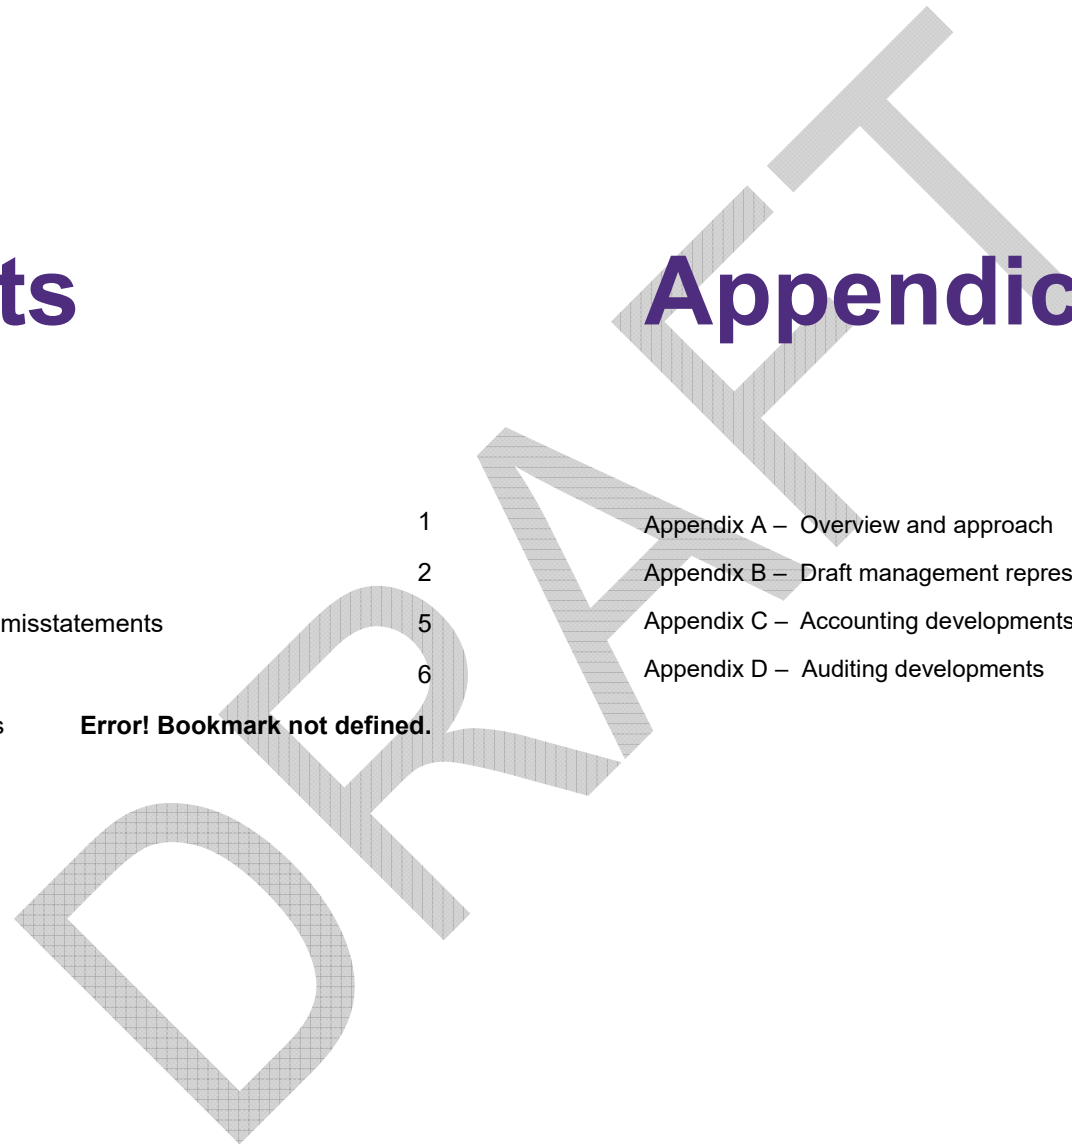 ts
1
2
misstatements 5
6
s Error! Bookmark not defined.
Appendic
Appendix A – Overview and approach
Appendix B – Draft management repres
Appendix C – Accounting developments
Appendix D – Auditing developments
DRAFT